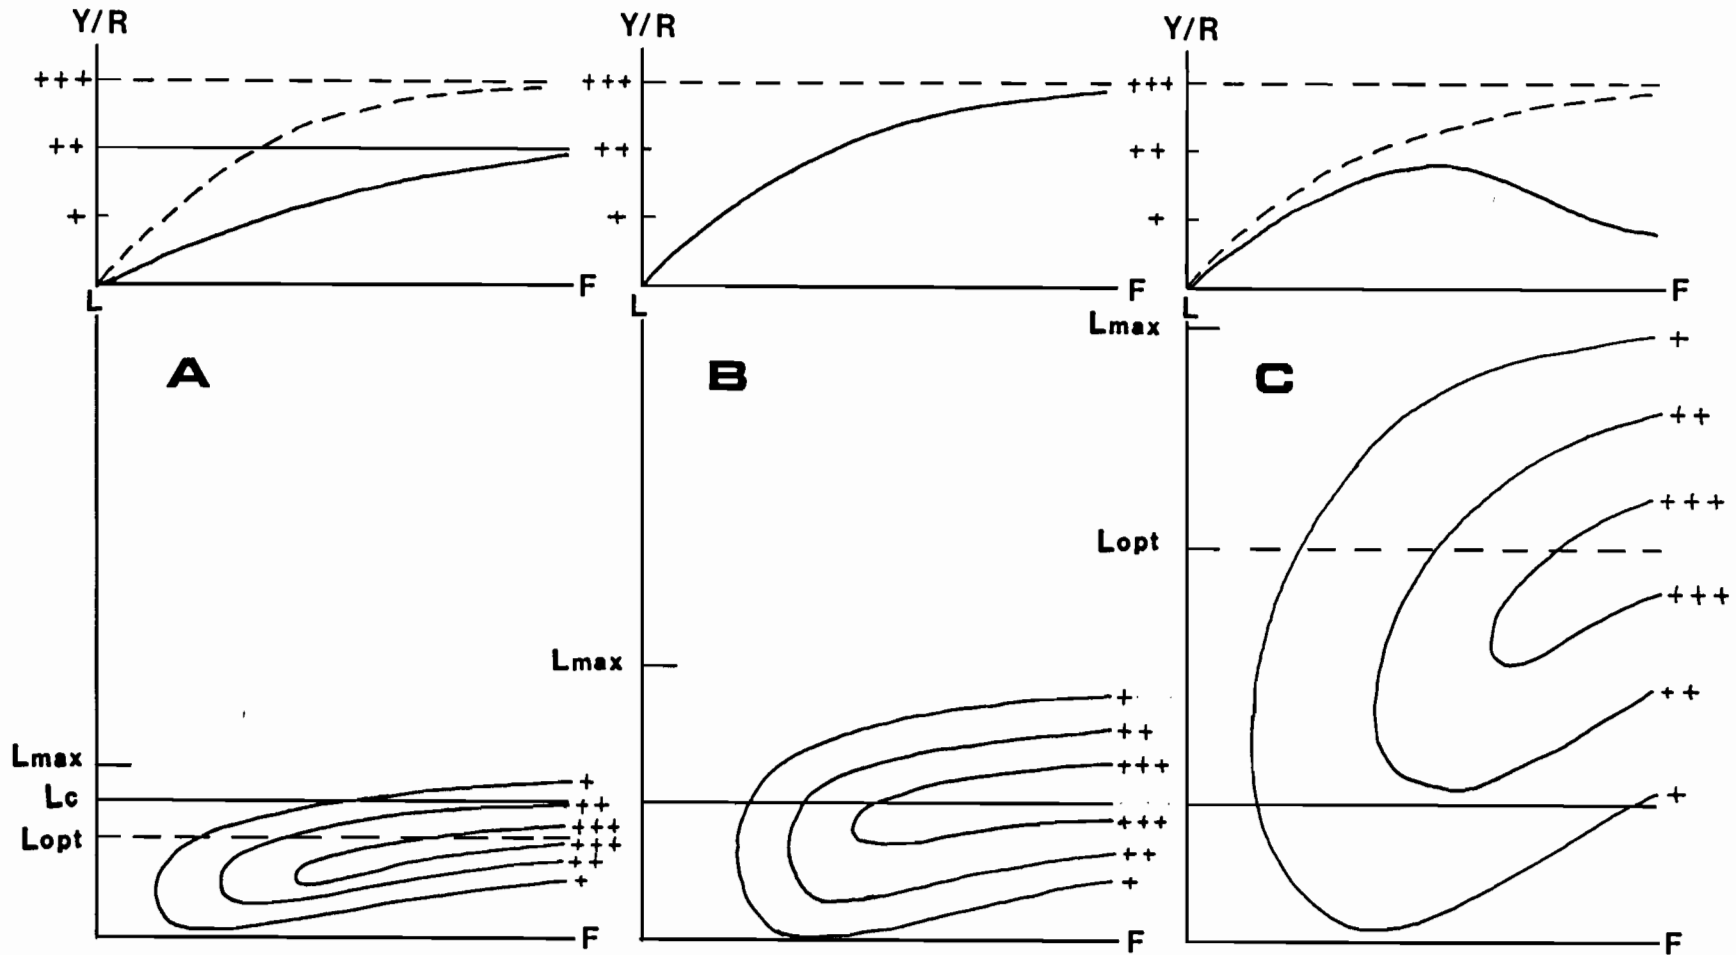 Y/R
+++
++
+
F
L
A
Lmax
Lc
Lopt
+
++
+++
+++
++
+
F
Y/R
+++
++
+
F
L
B
Lmax
+
++
+++
+++
++
+
F
Y/R
+++
++
+
F
L
Lmax
C
Lopt
+
++
+++
+++
++
+
F